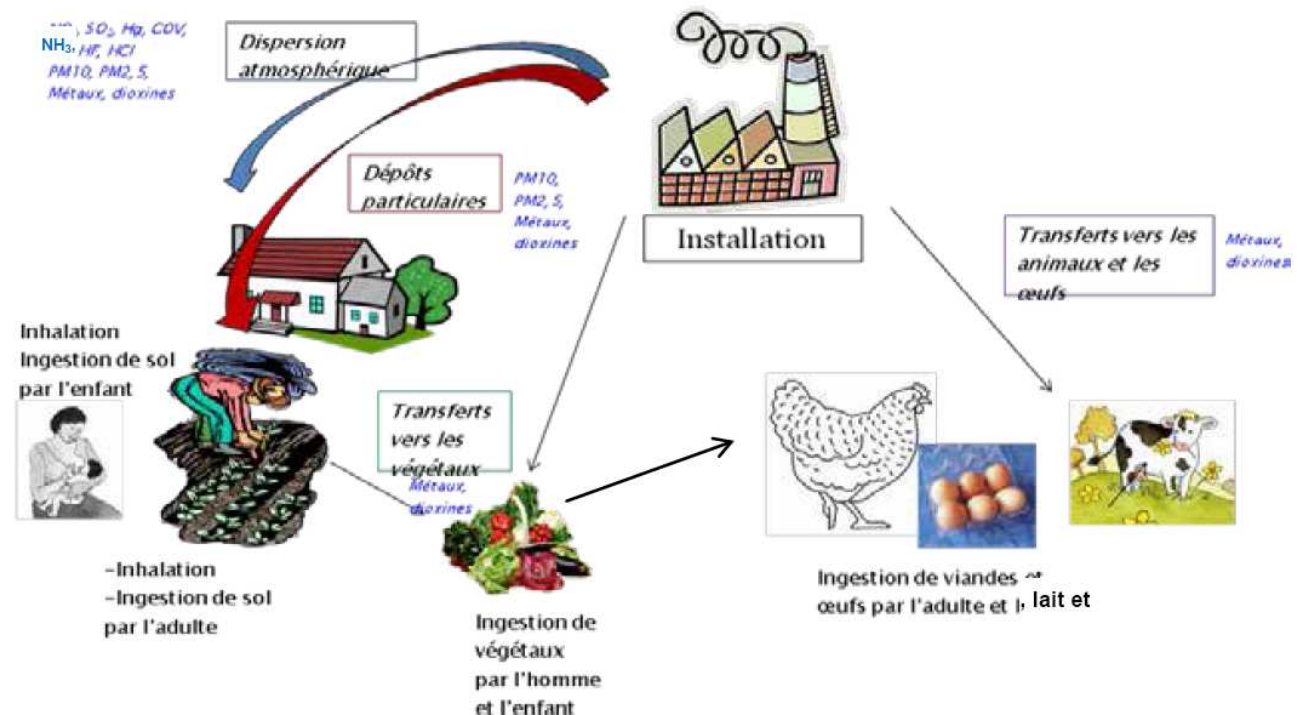 SO₂, Hg, COV,
NH₃, HF, HCl
PM10, PM2, 5,
Métaux, dioxines
Dispersion
atmosphérique
Dépôts
particulaires
PM10,
PM2, 5,
Métaux,
dioxines
Installation
Transferts vers les
animaux et les
œufs
Métaux,
dioxines
Inhalation
Ingestion de sol
par l'enfant
Transferts
vers les
végétaux
Métaux,
dioxines
-Inhalation
-Ingestion de sol
par l'adulte
Ingestion de
végétaux
par l'homme
et l'enfant
Ingestion de viandes
œufs par l'adulte et , lait et